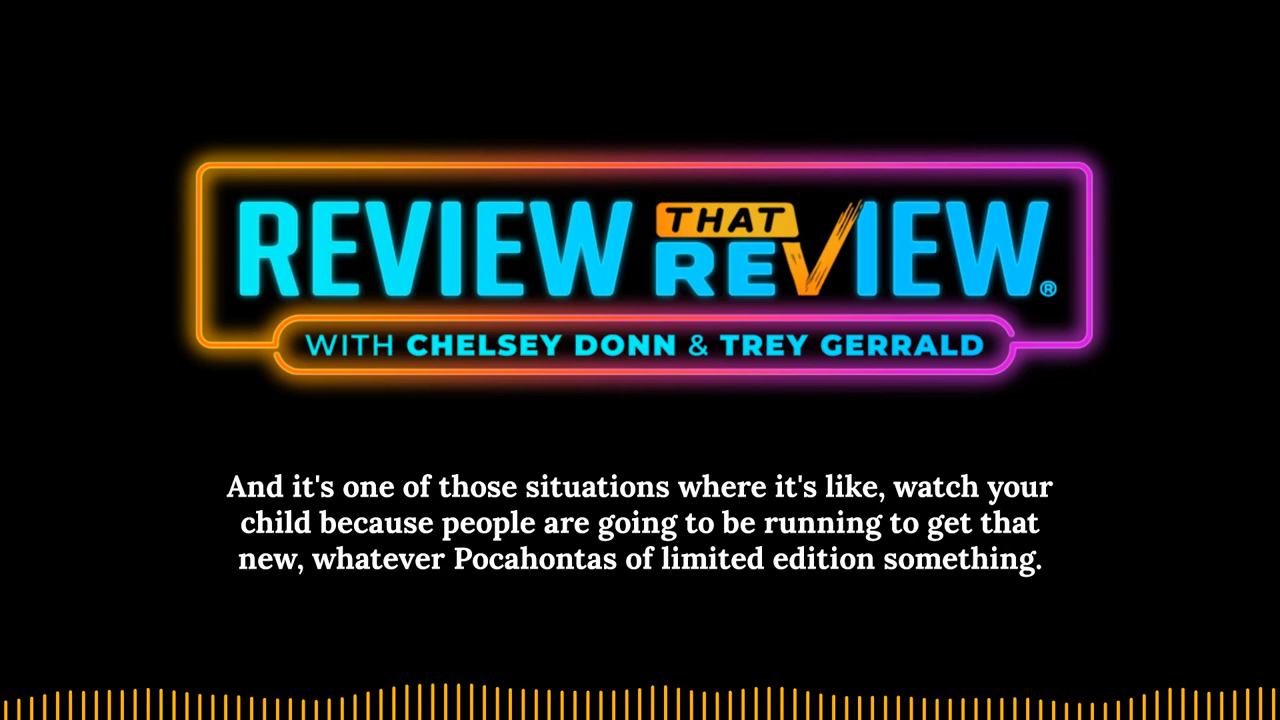 REVIEW THAT REVIEW®
WITH CHELSEY DONN & TREY GERRALD
And it's one of those situations where it's like, watch your
child because people are going to be running to get that
new, whatever Pocahontas of limited edition something.